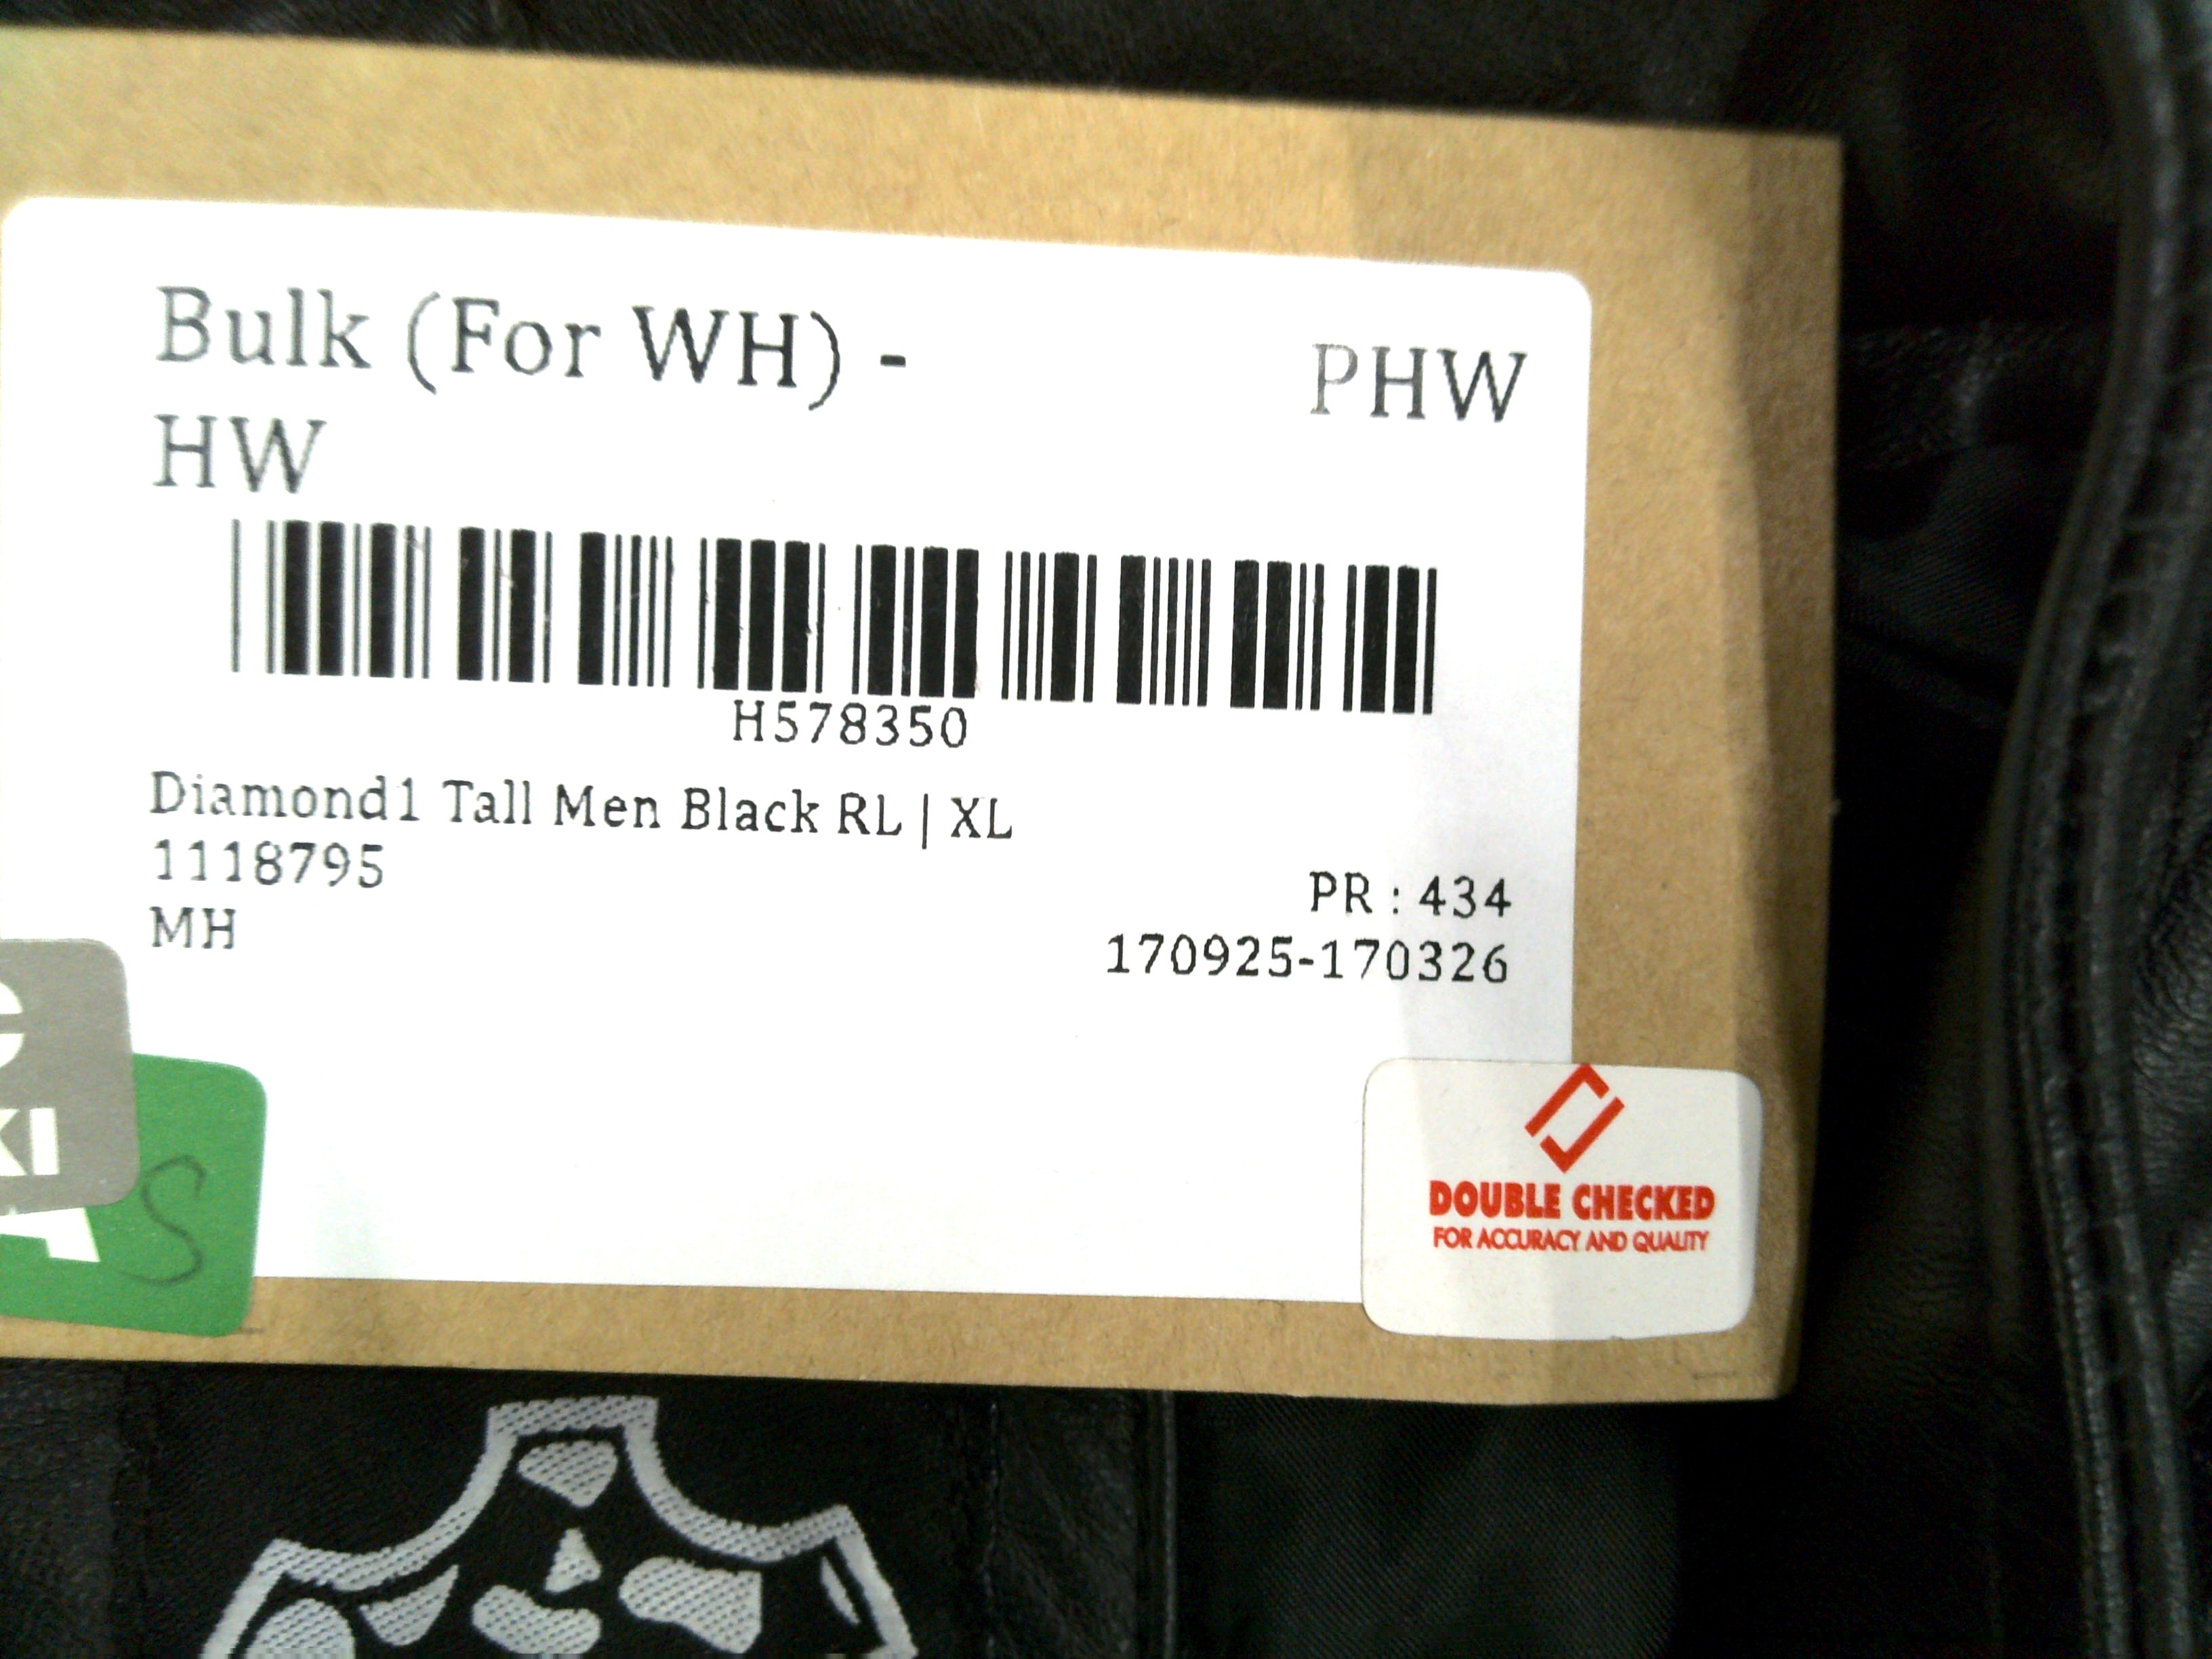 Bulk (For WH) -
PHW
HW
H578350
Diamond1 Tall Men Black RL | XL
1118795
PR : 434
MH
170925-170326
KI
A S
DOUBLE CHECKED
FOR ACCURACY AND QUALITY